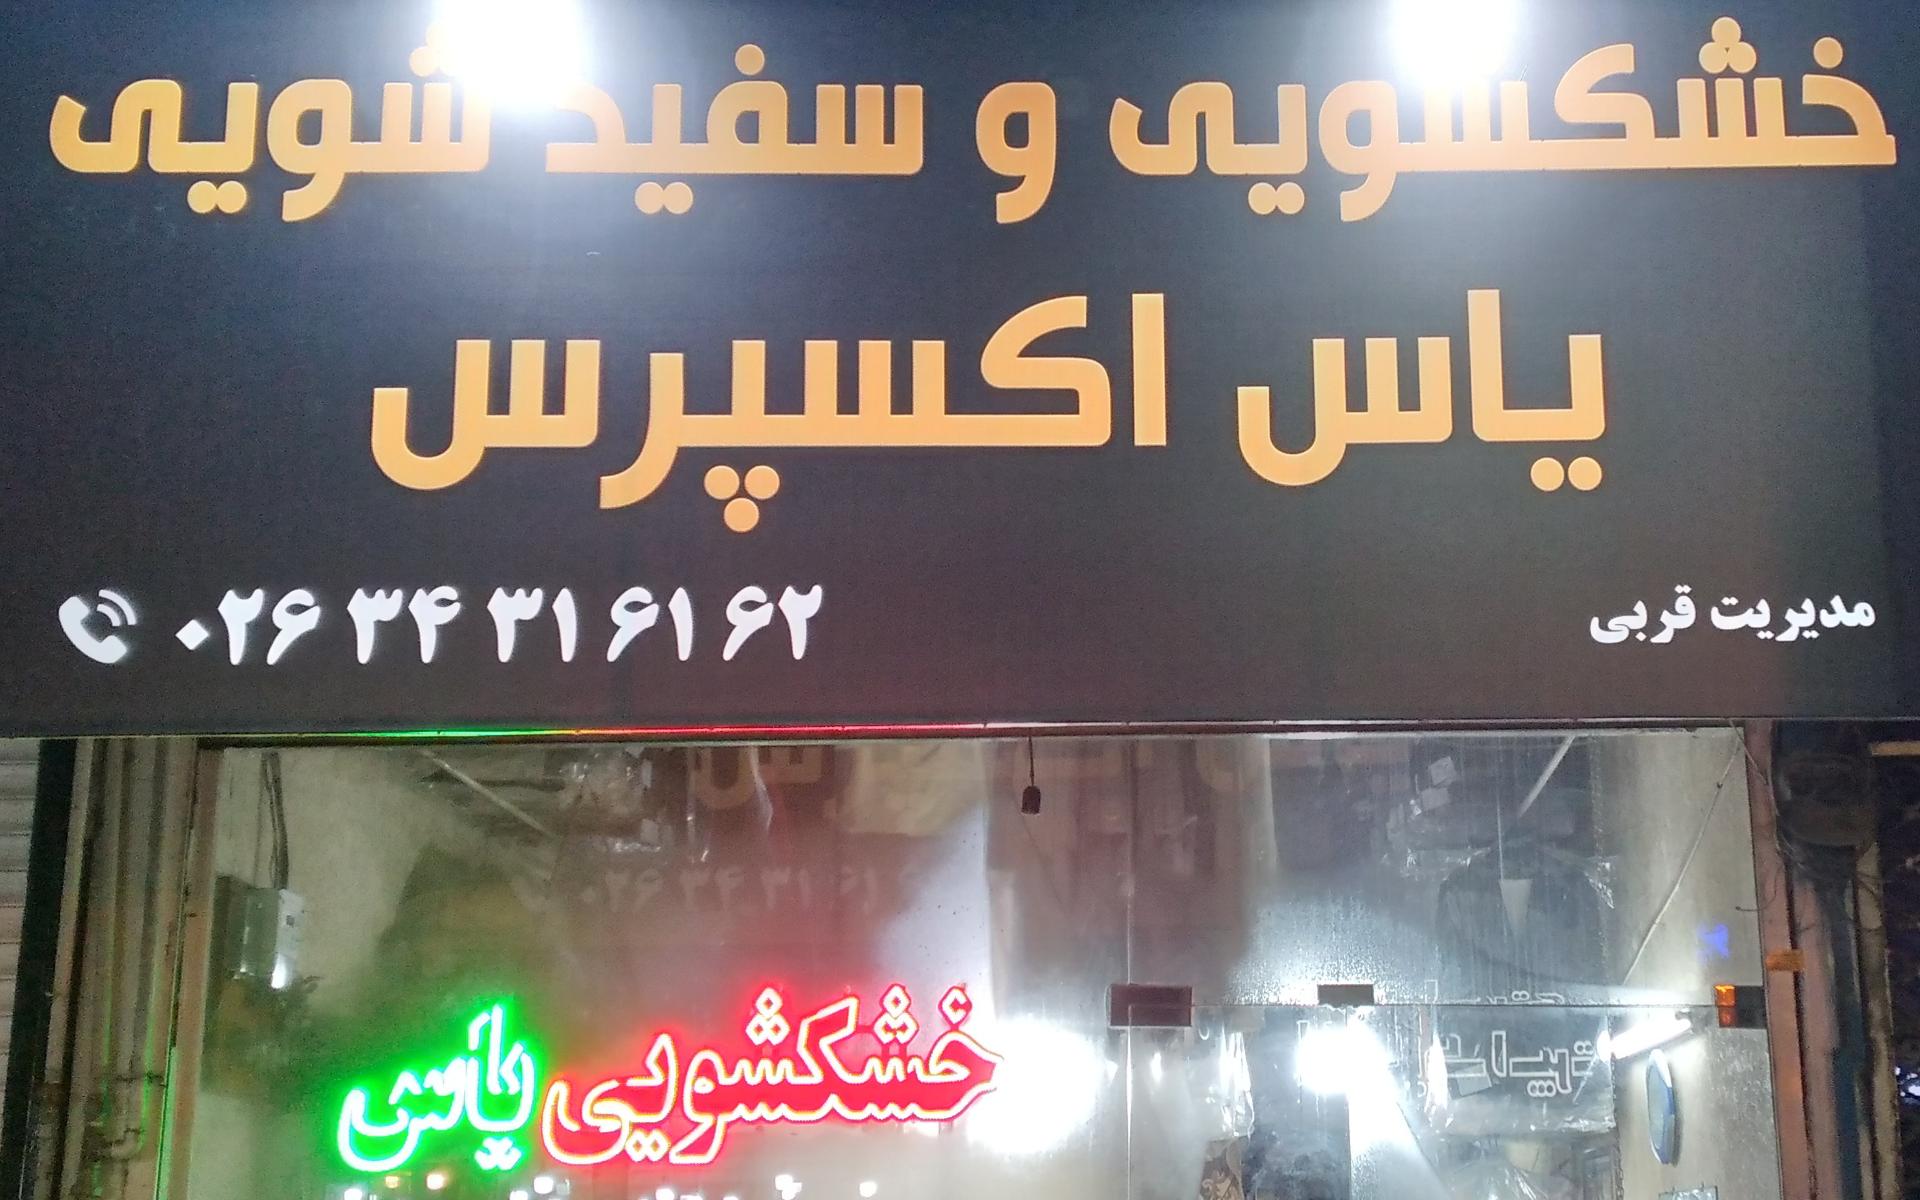 خشکشویی و سفید شویی
یاس اکسپرس
مدیریت قربی
۰۲۶ ۳۴ ۳۱ ۶۱ ۶۲
خشکشویی یاس